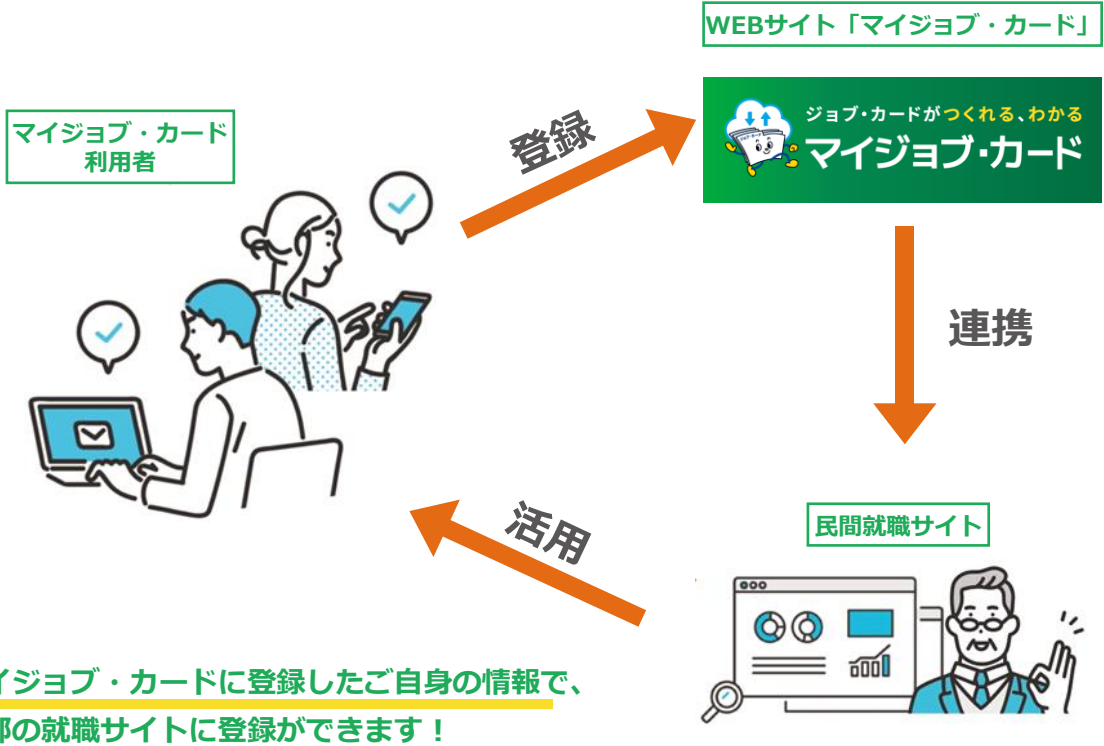 WEBサイト「マイジョブ・カード」
ジョブ・カードがつくれる、わかる
マイジョブ・カード
マイジョブ・カード
利用者
登録
連携
活用
民間就職サイト
イジョブ・カードに登録したご自身の情報で、
部の就職サイトに登録ができます！